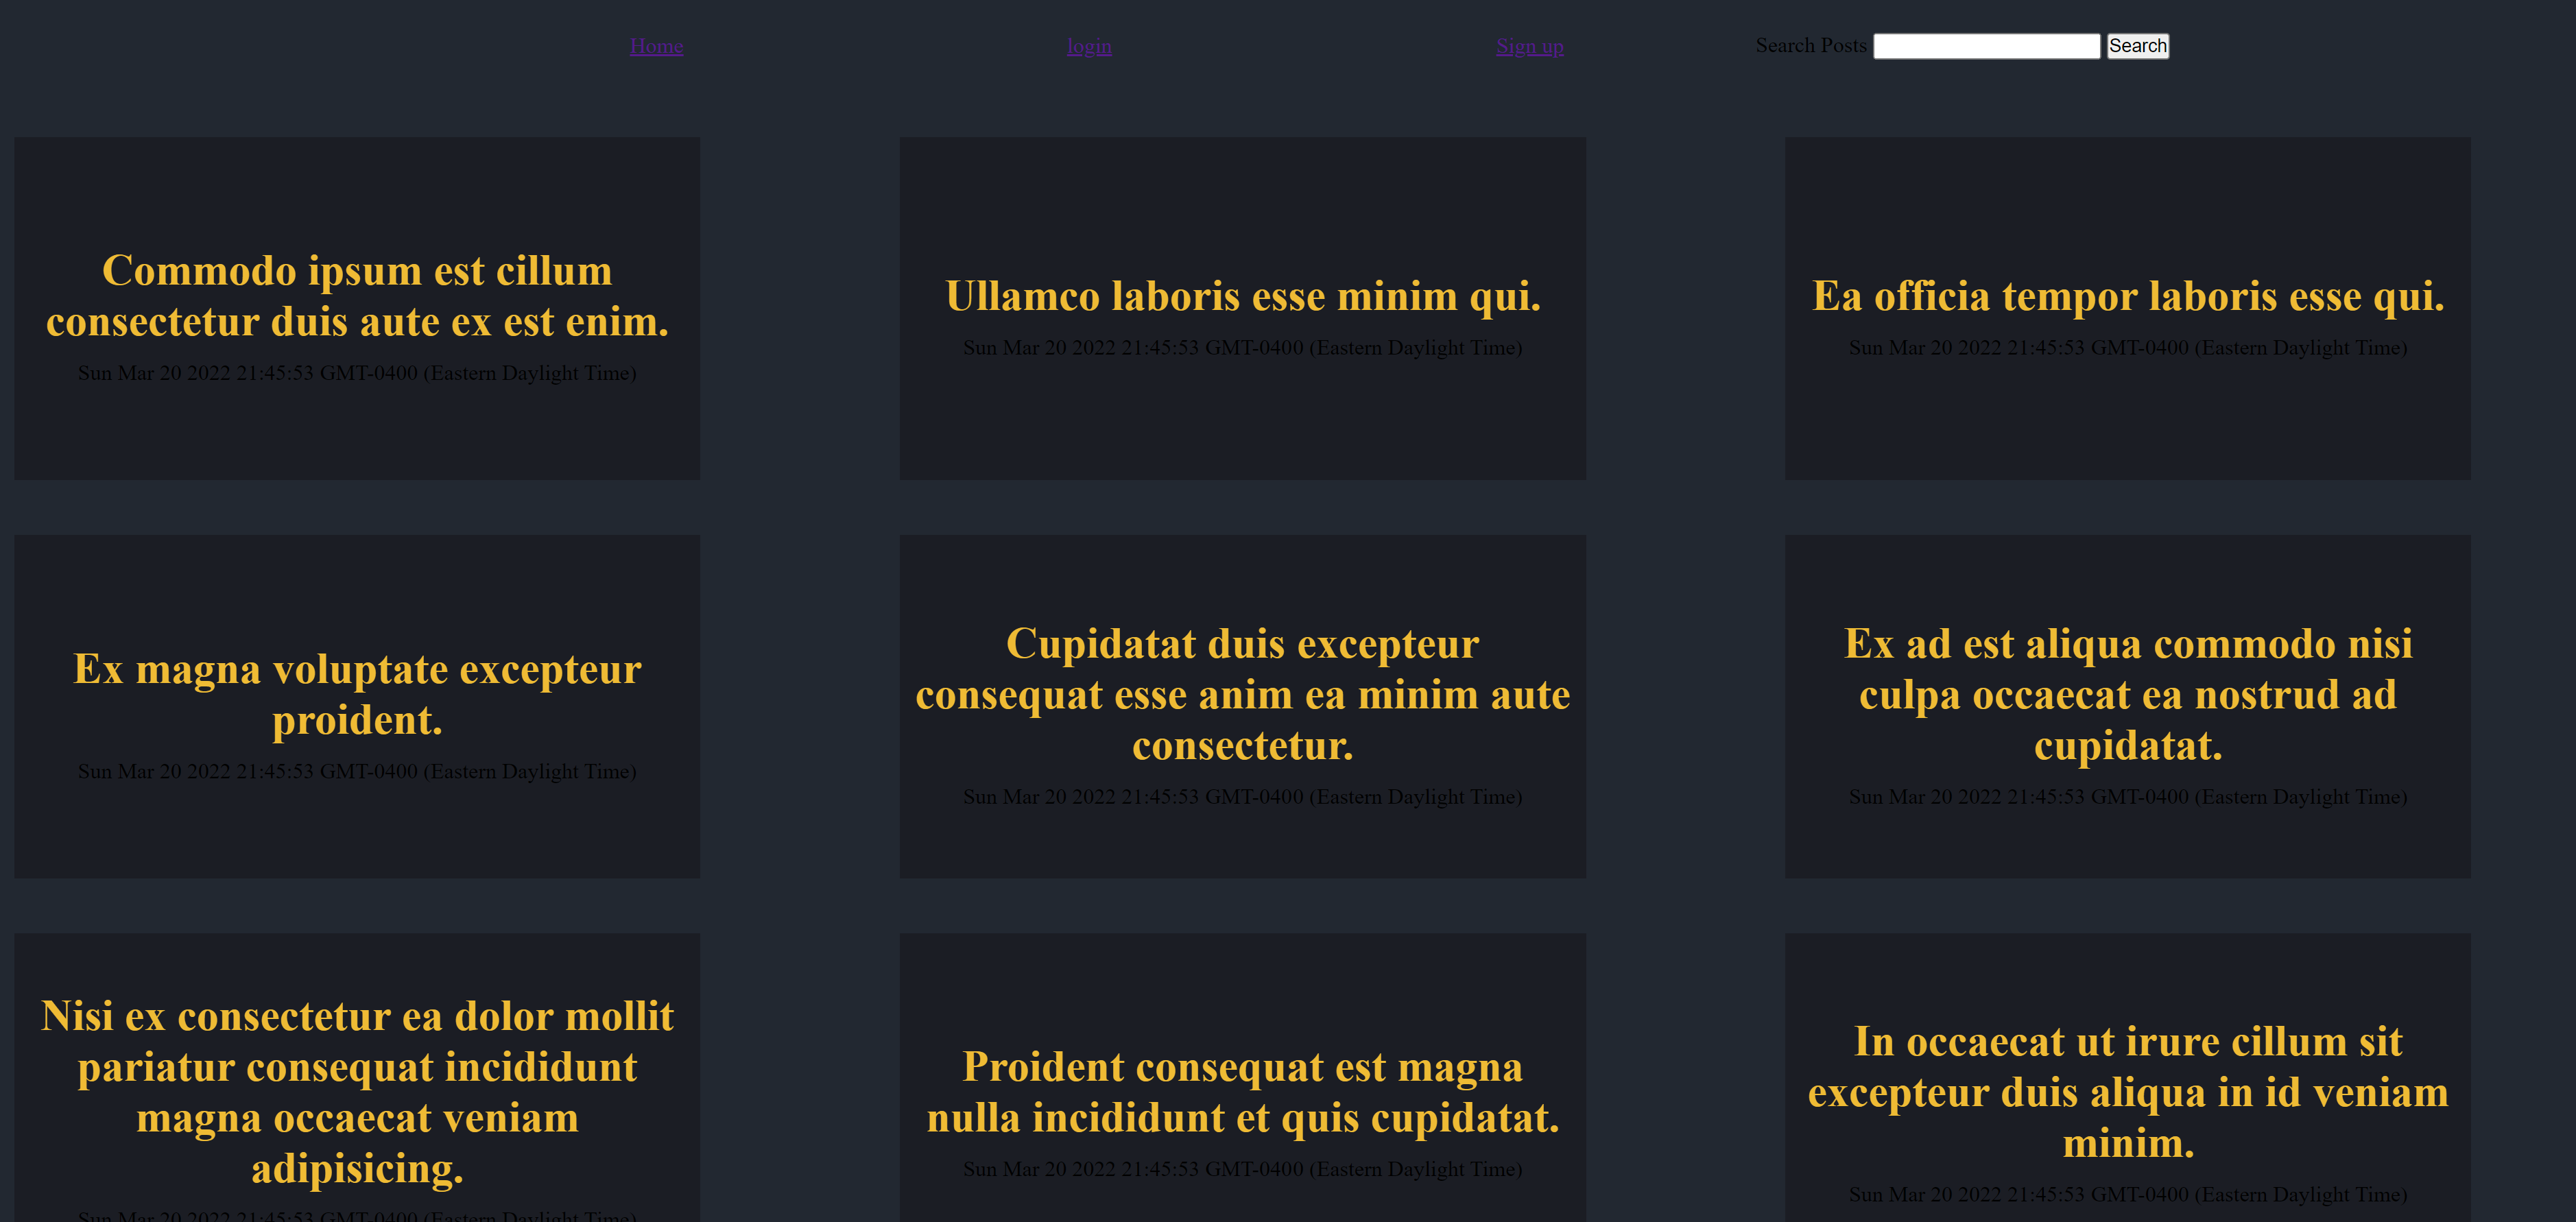 Home
login
Sign up
Search Posts
Search
Commodo ipsum est cillum
consectetur duis aute ex est enim.
Sun Mar 20 2022 21:45:53 GMT-0400 (Eastern Daylight Time)
Ullamco laboris esse minim qui.
Sun Mar 20 2022 21:45:53 GMT-0400 (Eastern Daylight Time)
Ea officia tempor laboris esse qui.
Sun Mar 20 2022 21:45:53 GMT-0400 (Eastern Daylight Time)
Ex magna voluptate excepteur
proident.
Sun Mar 20 2022 21:45:53 GMT-0400 (Eastern Daylight Time)
Cupidatat duis excepteur
consequat esse anim ea minim aute
consectetur.
Sun Mar 20 2022 21:45:53 GMT-0400 (Eastern Daylight Time)
Ex ad est aliqua commodo nisi
culpa occaecat ea nostrud ad
cupidatat.
Sun Mar 20 2022 21:45:53 GMT-0400 (Eastern Daylight Time)
Nisi ex consectetur ea dolor mollit
pariatur consequat incididunt
magna occaecat veniam
adipisicing.
Sun Mar 20 2022 21:45:53 GMT-0400 (Eastern Daylight Time)
Proident consequat est magna
nulla incididunt et quis cupidatat.
Sun Mar 20 2022 21:45:53 GMT-0400 (Eastern Daylight Time)
In occaecat ut irure cillum sit
excepteur duis aliqua in id veniam
minim.
Sun Mar 20 2022 21:45:53 GMT-0400 (Eastern Daylight Time)